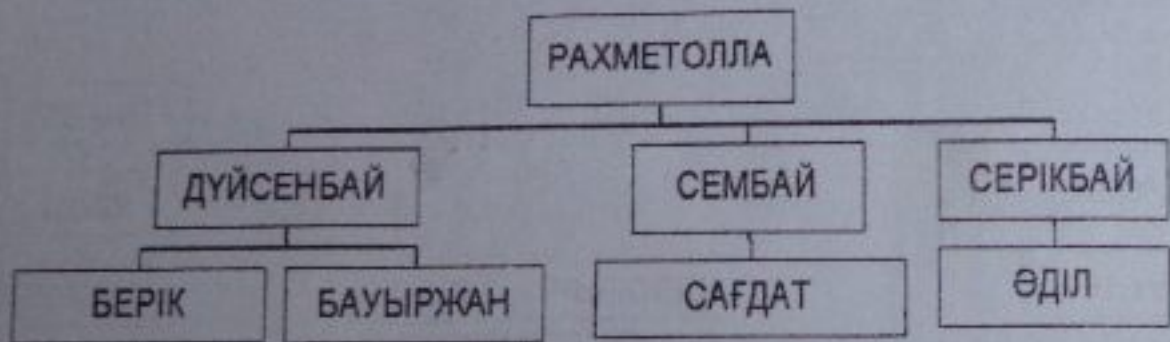 РАХМЕТОЛЛА
ДҮЙСЕНБАЙ СЕМБАЙ СЕРІКБАЙ
БЕРІК БАУЫРЖАН САҒДАТ ӘДІЛ